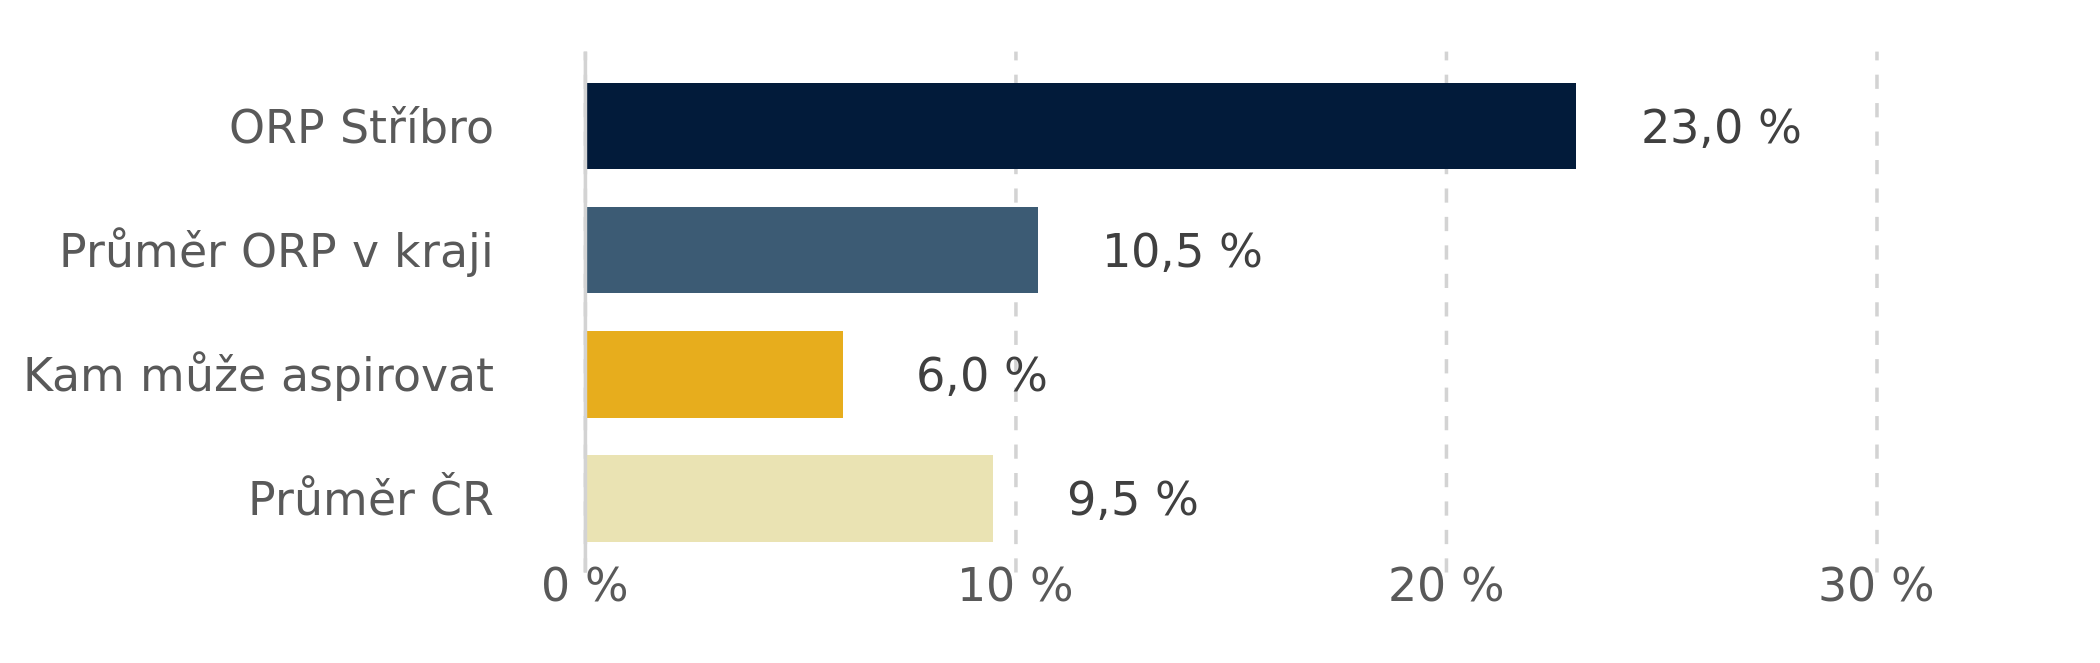 ORP Stříbro 23,0 %
Průměr ORP v kraji 10,5 %
Kam může aspirovat 6,0 %
Průměr ČR 9,5 %
0 % 10 % 20 % 30 %